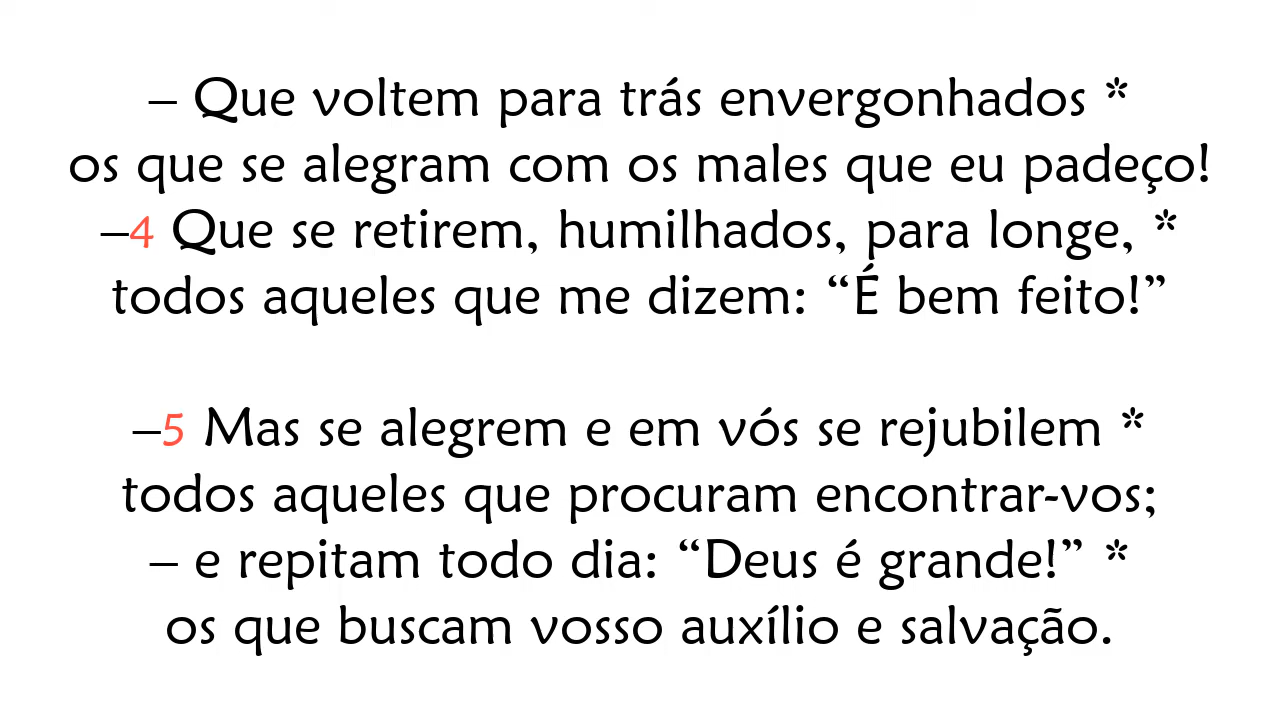 – Que voltem para trás envergonhados *
os que se alegram com os males que eu padeço!
–4 Que se retirem, humilhados, para longe, *
todos aqueles que me dizem: “É bem feito!”
–5 Mas se alegrem e em vós se rejubilem *
todos aqueles que procuram encontrar-vos;
– e repitam todo dia: “Deus é grande!” *
os que buscam vosso auxílio e salvação.